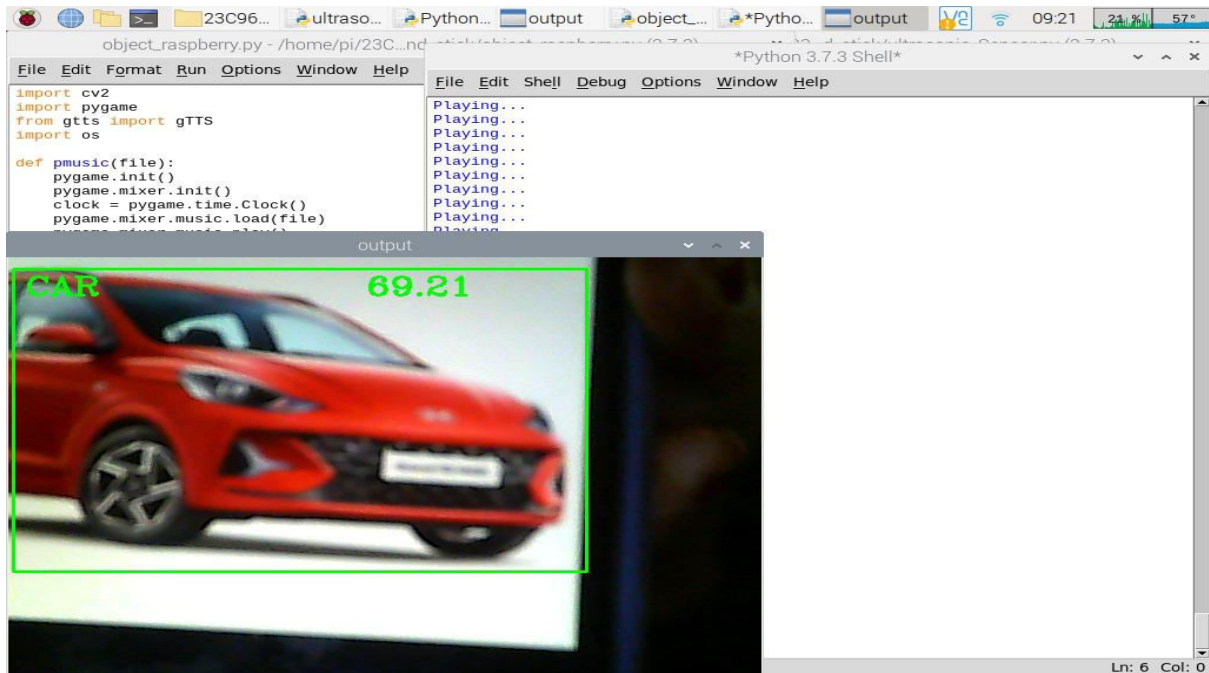 23C96... ultraso... Python... output object_... *Pytho... output 09:21 21 % 57°
object_raspberry.py - /home/pi/23C...nd
*Python 3.7.3 Shell*
File Edit Format Run Options Window Help
File Edit Shell Debug Options Window Help
import cv2
import pygame
from gtts import gTTS
import os
def pmusic(file):
    pygame.init()
    pygame.mixer.init()
    clock = pygame.time.Clock()
    pygame.mixer.music.load(file)
Playing...
Playing...
Playing...
Playing...
Playing...
Playing...
Playing...
Playing...
Playing...
Playing
output
CAR 69.21
Ln: 6 Col: 0